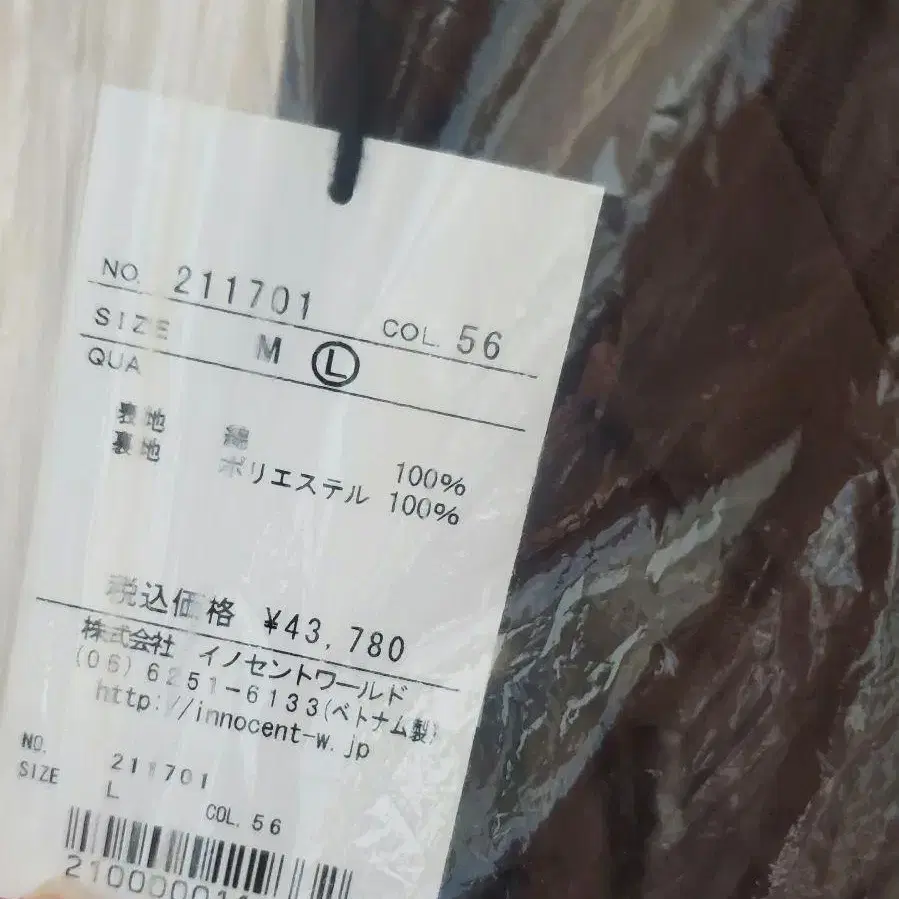 NO. 211701 COL. 56
SIZE M Ⓛ
QUA
表地 綿 100%
裏地 ポリエステル 100%
税込価格 ¥43,780
株式会社 イノセントワールド
(06)6251-6133(ベトナム製)
http://innocent-w.jp
NO. 211701 COL. 56
SIZE L